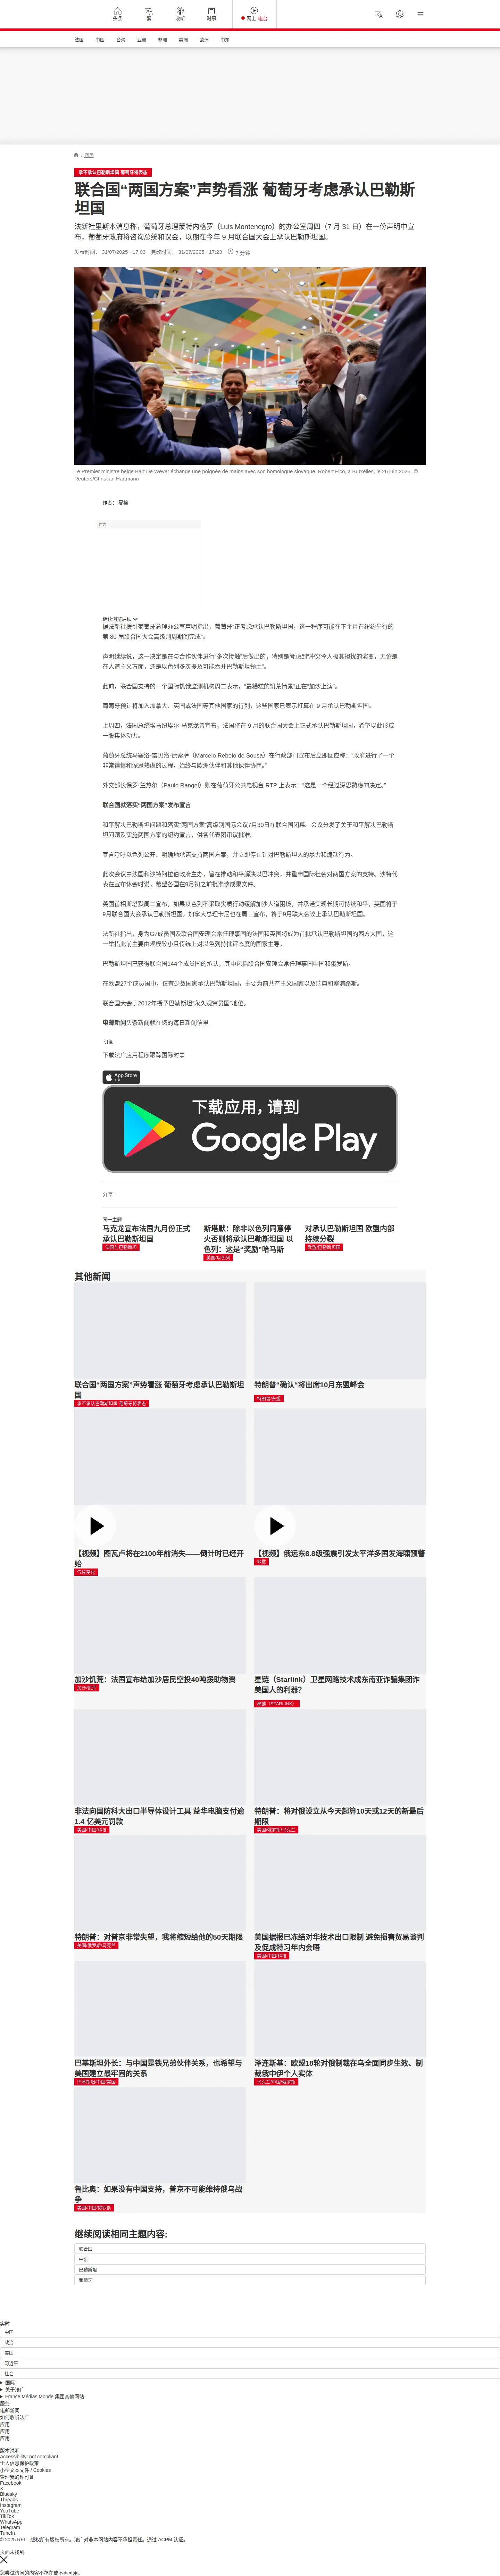 头条
繁
收听
时事
网上 电台
法国
中国
台海
亚洲
非洲
美洲
欧洲
中东
/ 国际
承不承认巴勒斯坦国 葡萄牙将表态
联合国“两国方案”声势看涨 葡萄牙考虑承认巴勒斯
坦国
法新社里斯本消息称，葡萄牙总理蒙特内格罗（Luis Montenegro）的办公室周四（7 月 31 日）在一份声明中宣
布，葡萄牙政府将咨询总统和议会，以期在今年 9 月联合国大会上承认巴勒斯坦国。
发表时间： 31/07/2025 - 17:03 更改时间： 31/07/2025 - 17:23 7 分钟
Le Premier ministre belge Bart De Wever échange une poignée de mains avec son homologue slovaque, Robert Fico, à Bruxelles, le 26 juin 2025. ©
Reuters/Christian Hartmann
作者： 夏榕
广告
继续浏览后续
据法新社援引葡萄牙总理办公室声明指出，葡萄牙“正考虑承认巴勒斯坦国，这一程序可能在下个月在纽约举行的
第 80 届联合国大会高级别周期间完成”。
声明继续说，这一决定是在与合作伙伴进行“多次接触”后做出的，特别是考虑到“冲突令人极其担忧的演变，无论是
在人道主义方面，还是以色列多次提及可能吞并巴勒斯坦领土”。
此前，联合国支持的一个国际饥饿监测机构周二表示，“最糟糕的饥荒情景”正在“加沙上演”。
葡萄牙预计将加入加拿大、英国或法国等其他国家的行列，这些国家已表示打算在 9 月承认巴勒斯坦国。
上周四，法国总统埃马纽埃尔·马克龙曾宣布，法国将在 9 月的联合国大会上正式承认巴勒斯坦国，希望以此形成
一股集体动力。
葡萄牙总统马塞洛·雷贝洛·德索萨（Marcelo Rebelo de Sousa）在行政部门宣布后立即回应称：“政府进行了一个
非常谨慎和深思熟虑的过程，始终与欧洲伙伴和其他伙伴协商。”
外交部长保罗·兰热尔（Paulo Rangel）则在葡萄牙公共电视台 RTP 上表示：“这是一个经过深思熟虑的决定。”
联合国就落实“两国方案”发布宣言
和平解决巴勒斯坦问题和落实“两国方案”高级别国际会议7月30日在联合国闭幕。会议分发了关于和平解决巴勒斯
坦问题及实施两国方案的纽约宣言，供各代表团审议批准。
宣言呼吁以色列公开、明确地承诺支持两国方案，并立即停止针对巴勒斯坦人的暴力和煽动行为。
此次会议由法国和沙特阿拉伯政府主办，旨在推动和平解决以巴冲突，并重申国际社会对两国方案的支持。沙特代
表在宣布休会时说，希望各国在9月初之前批准该成果文件。
英国首相斯塔默周二宣布，如果以色列不采取实质行动缓解加沙人道困境，并承诺实现长期可持续和平，英国将于
9月联合国大会承认巴勒斯坦国。加拿大总理卡尼也在周三宣布，将于9月联大会议上承认巴勒斯坦国。
法新社指出，身为G7成员国及联合国安理会常任理事国的法国和英国将成为首批承认巴勒斯坦国的西方大国，这
一举措此前主要由规模较小且传统上对以色列持批评态度的国家主导。
巴勒斯坦国已获得联合国144个成员国的承认，其中包括联合国安理会常任理事国中国和俄罗斯。
在欧盟27个成员国中，仅有少数国家承认巴勒斯坦国，主要为前共产主义国家以及瑞典和塞浦路斯。
联合国大会于2012年授予巴勒斯坦“永久观察员国”地位。
电邮新闻头条新闻就在您的每日新闻信里
订阅
下载法广应用程序跟踪国际时事
App Store
下载
下载应用，请到
Google Play
分享 :
同一主题
马克龙宣布法国九月份正式
承认巴勒斯坦国
法国与巴勒斯坦
斯塔默：除非以色列同意停
火否则将承认巴勒斯坦国 以
色列：这是“奖励”哈马斯
英国/以色列
对承认巴勒斯坦国 欧盟内部
持续分裂
欧盟/巴勒斯坦国
其他新闻
联合国“两国方案”声势看涨 葡萄牙考虑承认巴勒斯坦
国
承不承认巴勒斯坦国 葡萄牙将表态
特朗普“确认”将出席10月东盟峰会
特朗普/东盟
【视频】图瓦卢将在2100年前消失——倒计时已经开
始
气候变化
【视频】俄远东8.8级强震引发太平洋多国发海啸预警
地震
加沙饥荒：法国宣布给加沙居民空投40吨援助物资
加沙/饥荒
星链（Starlink）卫星网路技术成东南亚诈骗集团诈
美国人的利器？
星链（STARLINK）
非法向国防科大出口半导体设计工具 益华电脑支付逾
1.4 亿美元罚款
美国/中国/科技
特朗普：将对俄设立从今天起算10天或12天的新最后
期限
美国/俄罗斯/乌克兰
特朗普：对普京非常失望，我将缩短给他的50天期限
美国/俄罗斯/乌克兰
美国据报已冻结对华技术出口限制 避免损害贸易谈判
及促成特习年内会晤
美国/中国/科技
巴基斯坦外长：与中国是铁兄弟伙伴关系，也希望与
美国建立最牢固的关系
巴基斯坦/中国/美国
泽连斯基：欧盟18轮对俄制裁在乌全面同步生效、制
裁俄中伊个人实体
乌克兰/中国/俄罗斯
鲁比奥：如果没有中国支持，普京不可能维持俄乌战
争
美国/中国/俄罗斯
继续阅读相同主题内容:
联合国
中东
巴勒斯坦
葡萄牙
实时
中国
政治
美国
习近平
社会
国际
关于法广
France Médias Monde 集团其他网站
服务
电邮新闻
如何收听法广
应用
应用
应用
版本说明
Accessibility: not compliant
个人信息保护政策
小型文本文件 / Cookies
管理我的许可证
Facebook
X
Bluesky
Threads
Instagram
YouTube
TikTok
WhatsApp
Telegram
TuneIn
© 2025 RFI – 版权所有版权所有。法广对非本网站内容不承担责任。通过 ACPM 认证。
页面未找到
您尝试访问的内容不存在或不再可用。